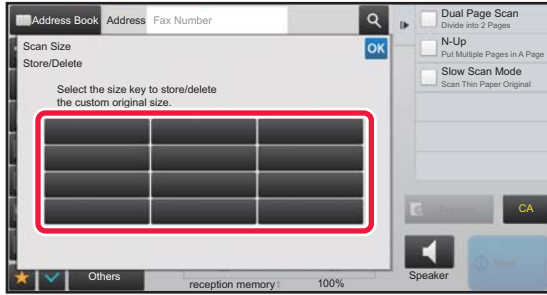 Address Book
Address
Fax Number
Scan Size
OK
Store/Delete
Select the size key to store/delete
the custom original size.
Dual Page Scan
Divide into 2 Pages
N-Up
Put Multiple Pages in A Page
Slow Scan Mode
Scan Thin Paper Original
Preview
CA
Others
reception memory:
100%
Speaker
Start